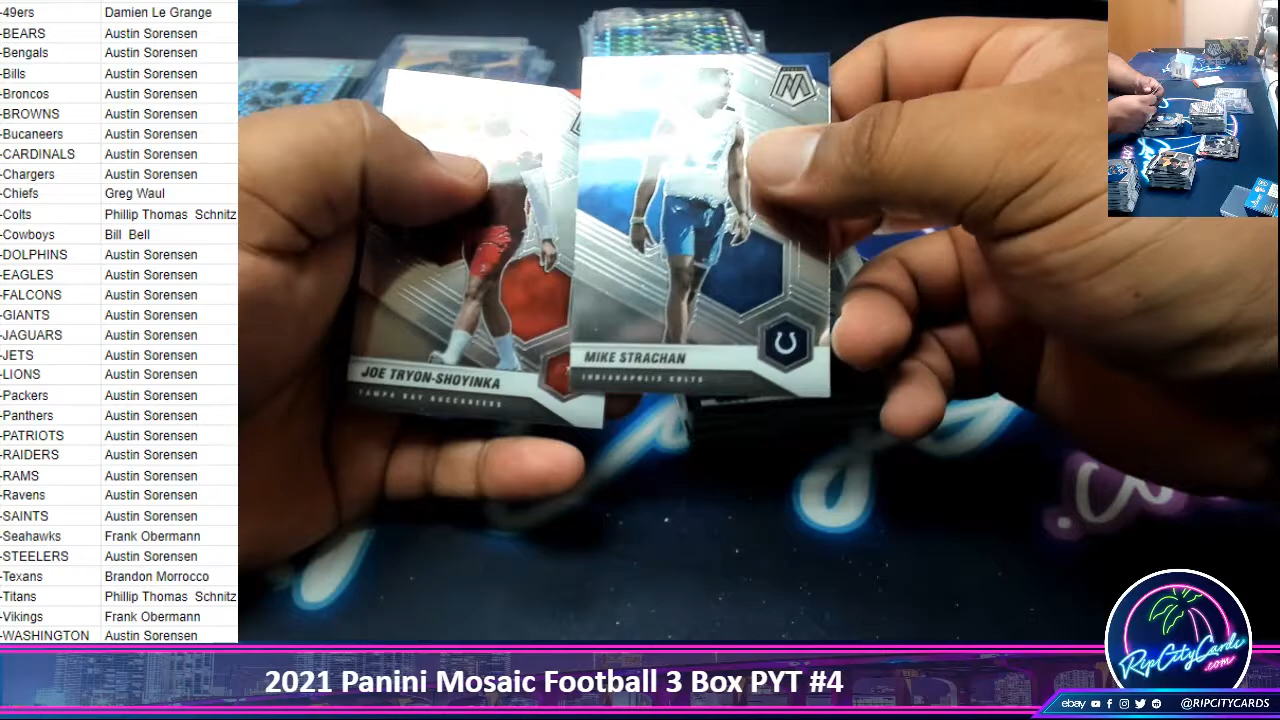 -49ers Damien Le Grange
-BEARS Austin Sorensen
-Bengals Austin Sorensen
-Bills Austin Sorensen
-Broncos Austin Sorensen
-BROWNS Austin Sorensen
-Bucaneers Austin Sorensen
-CARDINALS Austin Sorensen
-Chargers Austin Sorensen
-Chiefs Greg Waul
-Colts Phillip Thomas Schnitz
-Cowboys Bill Bell
-DOLPHINS Austin Sorensen
-EAGLES Austin Sorensen
-FALCONS Austin Sorensen
-GIANTS Austin Sorensen
-JAGUARS Austin Sorensen
-JETS Austin Sorensen
-LIONS Austin Sorensen
-Packers Austin Sorensen
-Panthers Austin Sorensen
-PATRIOTS Austin Sorensen
-RAIDERS Austin Sorensen
-RAMS Austin Sorensen
-Ravens Austin Sorensen
-SAINTS Austin Sorensen
-Seahawks Frank Obermann
-STEELERS Austin Sorensen
-Texans Brandon Morrocco
-Titans Phillip Thomas Schnitz
-Vikings Frank Obermann
-WASHINGTON Austin Sorensen
M
MIKE STRACHAN
INDIANAPOLIS COLTS
JOE TRYON-SHOYINKA
TAMPA BAY BUCCANEERS
RipCityCards
.com
2021 Panini Mosaic Football 3 Box PYT #4
ebay @RIPCITYCARDS